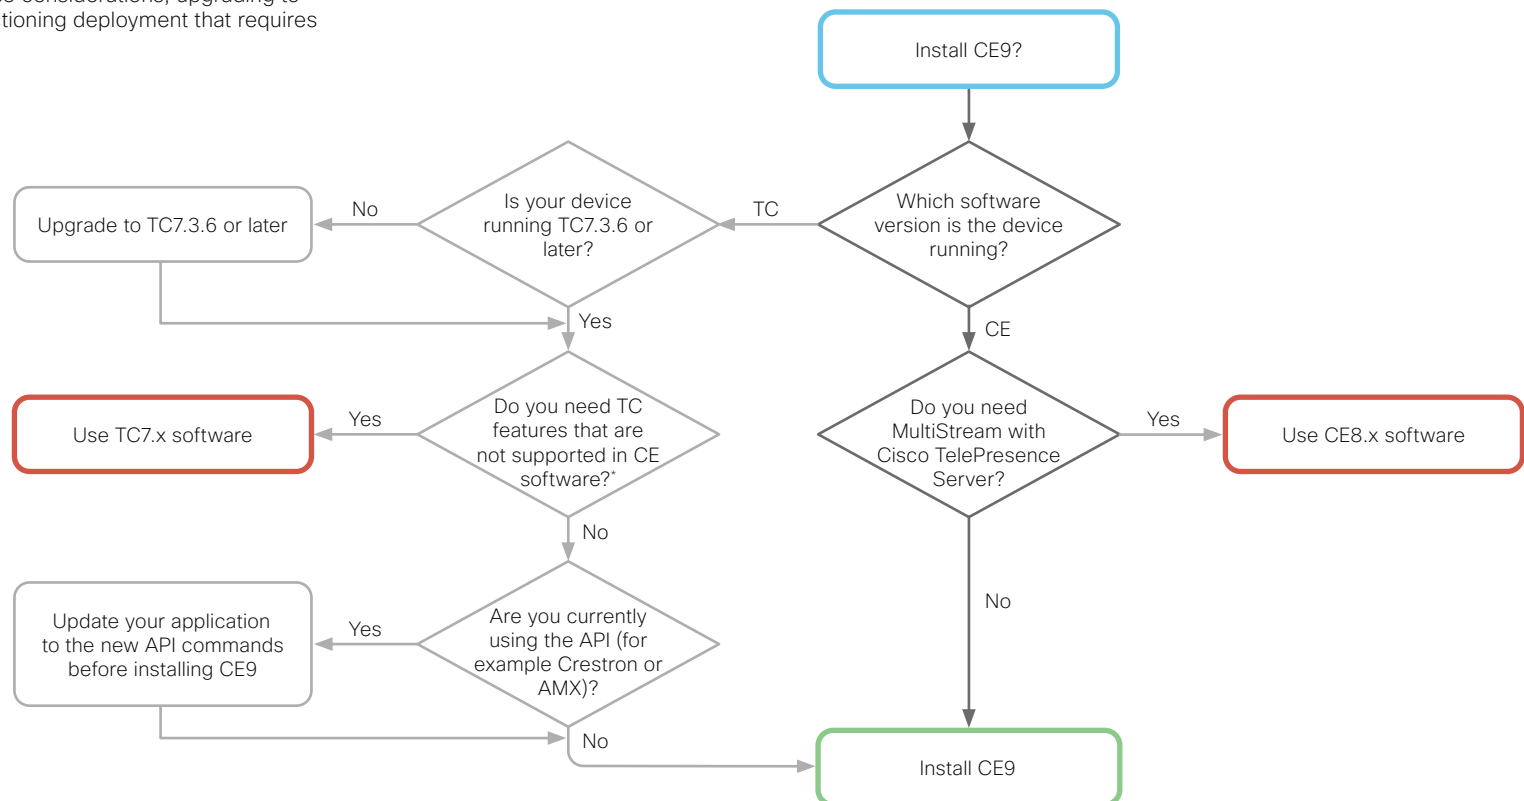 ctioning deployment that requires
Install CE9?
Which software
version is the device
running?
TC
Is your device
running TC7.3.6 or
later?
No
Upgrade to TC7.3.6 or later
Yes
CE
Do you need TC
features that are
not supported in CE
software?*
Yes
Use TC7.x software
Do you need
MultiStream with
Cisco TelePresence
Server?
Yes
Use CE8.x software
No
Are you currently
using the API (for
example Crestron or
AMX)?
Yes
Update your application
to the new API commands
before installing CE9
No
No
Install CE9